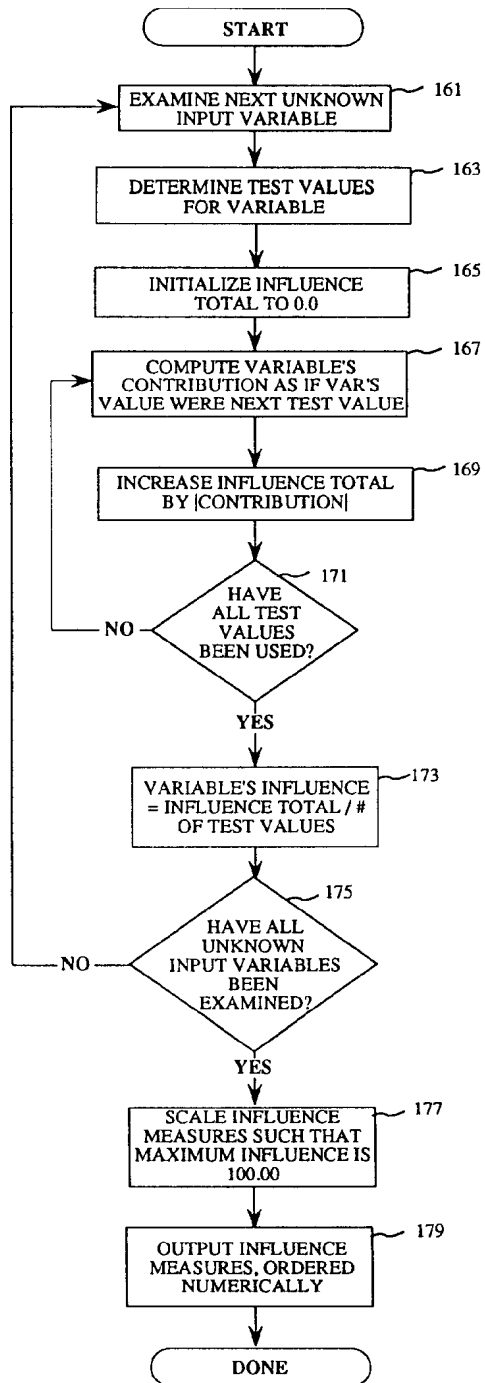 START
161
EXAMINE NEXT UNKNOWN
INPUT VARIABLE
163
DETERMINE TEST VALUES
FOR VARIABLE
165
INITIALIZE INFLUENCE
TOTAL TO 0.0
167
COMPUTE VARIABLE'S
CONTRIBUTION AS IF VAR'S
VALUE WERE NEXT TEST VALUE
169
INCREASE INFLUENCE TOTAL
BY |CONTRIBUTION|
171
HAVE
ALL TEST
VALUES
BEEN USED?
NO
YES
173
VARIABLE'S INFLUENCE
= INFLUENCE TOTAL / #
OF TEST VALUES
175
HAVE ALL
UNKNOWN
INPUT VARIABLES
BEEN
EXAMINED?
NO
YES
177
SCALE INFLUENCE
MEASURES SUCH THAT
MAXIMUM INFLUENCE IS
100.00
179
OUTPUT INFLUENCE
MEASURES, ORDERED
NUMERICALLY
DONE